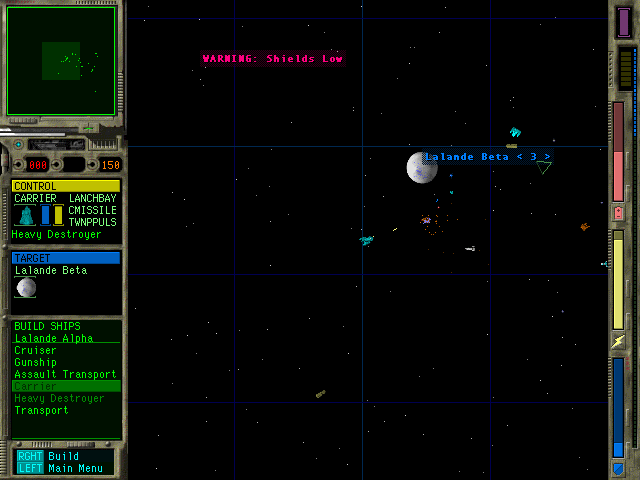 WARNING: Shields Low
Lalande Beta < 3 >
000 150
CONTROL
CARRIER LANCHBAY
CMISSILE
TWNPPULS
Heavy Destroyer
TARGET
Lalande Beta
BUILD SHIPS
Lalande Alpha
Cruiser
Gunship
Assault Transport
Carrier
Heavy Destroyer
Transport
RGHT Build
LEFT Main Menu